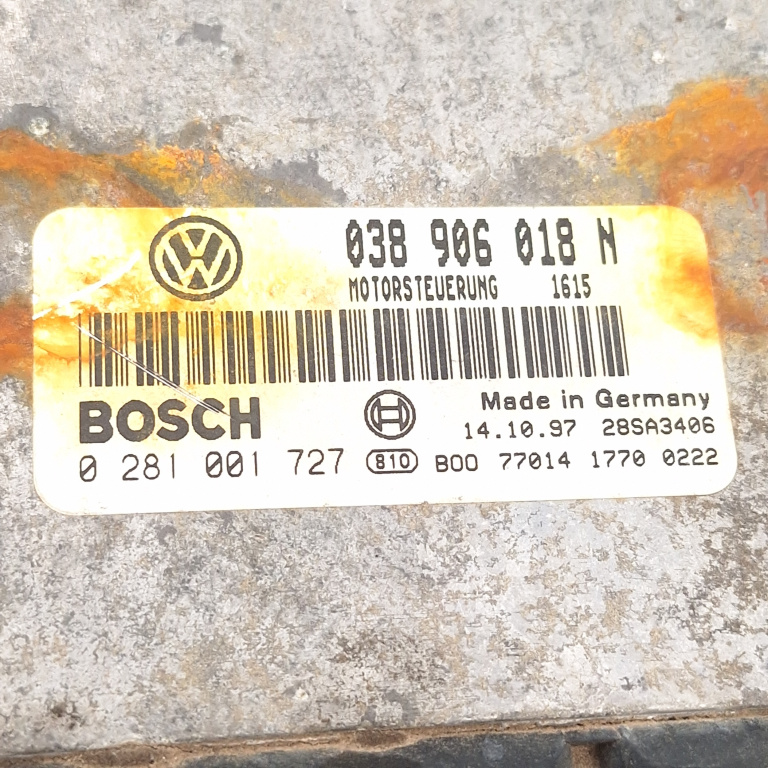 038 906 018 N
MOTORSTEUERUNG 1615
BOSCH
Made in Germany
14.10.97 28SA3406
0 281 001 727 810 B00 77014 1770 0222